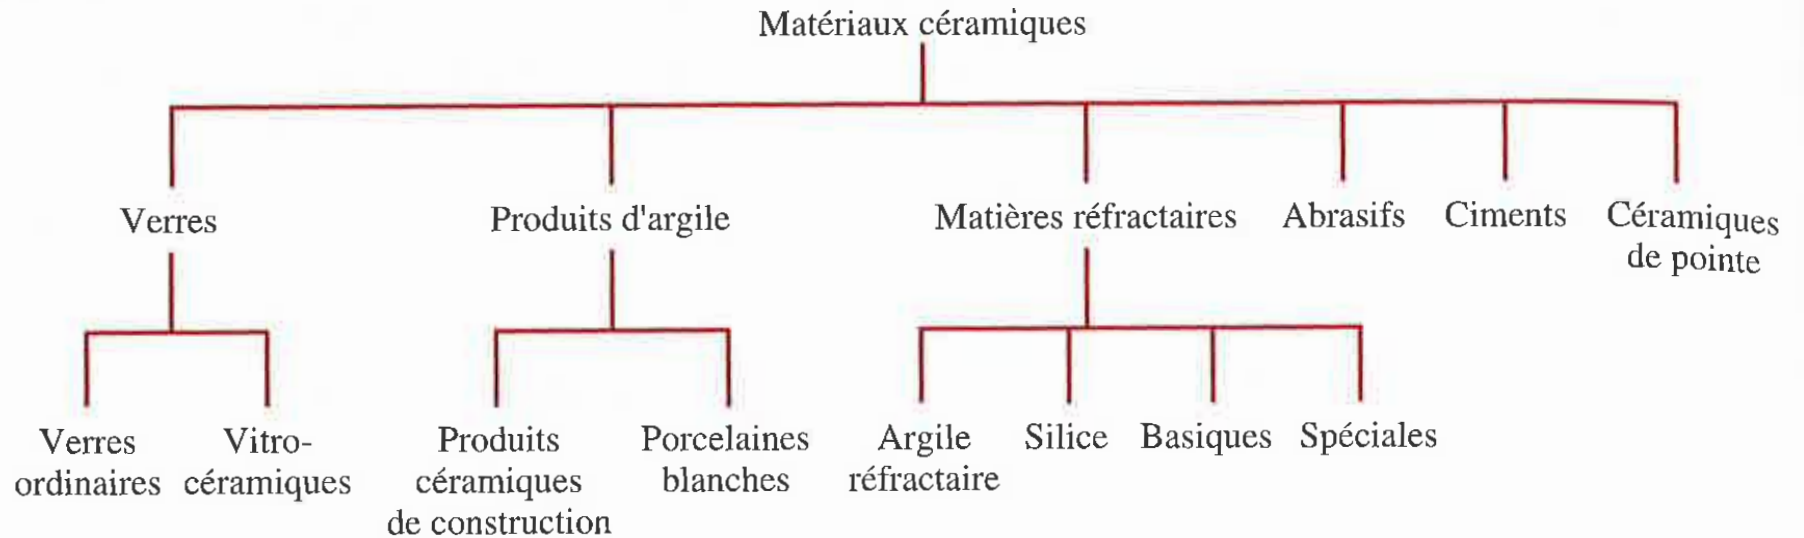 Matériaux céramiques
Verres
Produits d'argile
Matières réfractaires
Abrasifs
Ciments
Céramiques
de pointe
Verres
ordinaires
Vitro-
céramiques
Produits
céramiques
de construction
Porcelaines
blanches
Argile
réfractaire
Silice
Basiques
Spéciales